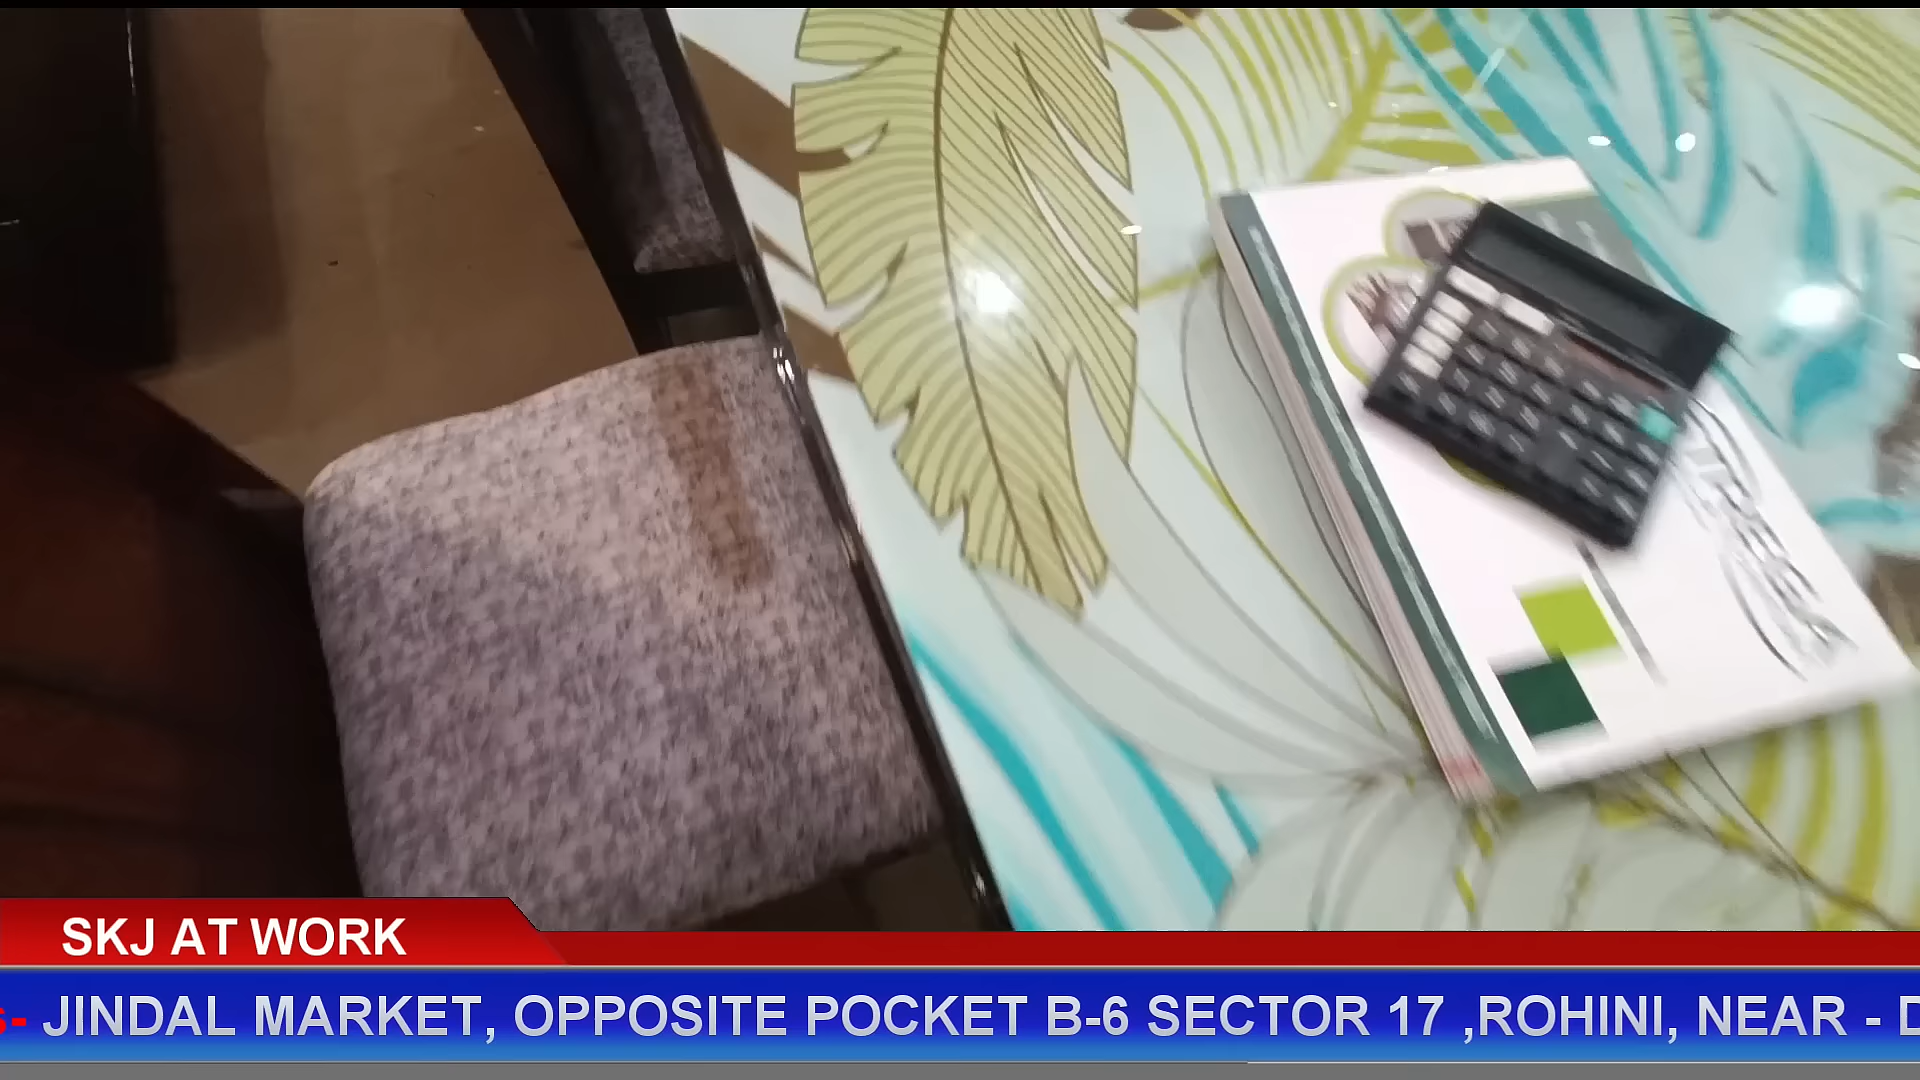 SKJ AT WORK
s- JINDAL MARKET, OPPOSITE POCKET B-6 SECTOR 17 ,ROHINI, NEAR - D